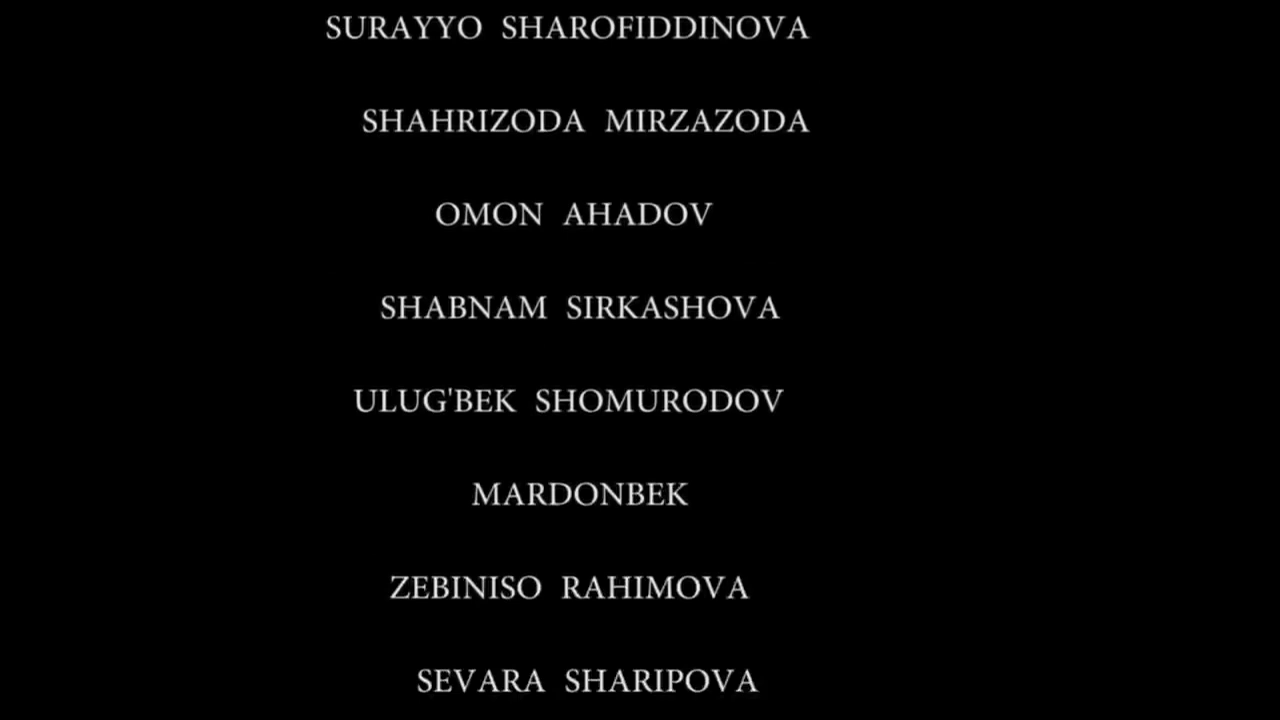 SURAYYO SHAROFIDDINOVA
SHAHRIZODA MIRZAZODA
OMON AHADOV
SHABNAM SIRKASHOVA
ULUG'BEK SHOMURODOV
MARDONBEK
ZEBINISO RAHIMOVA
SEVARA SHARIPOVA